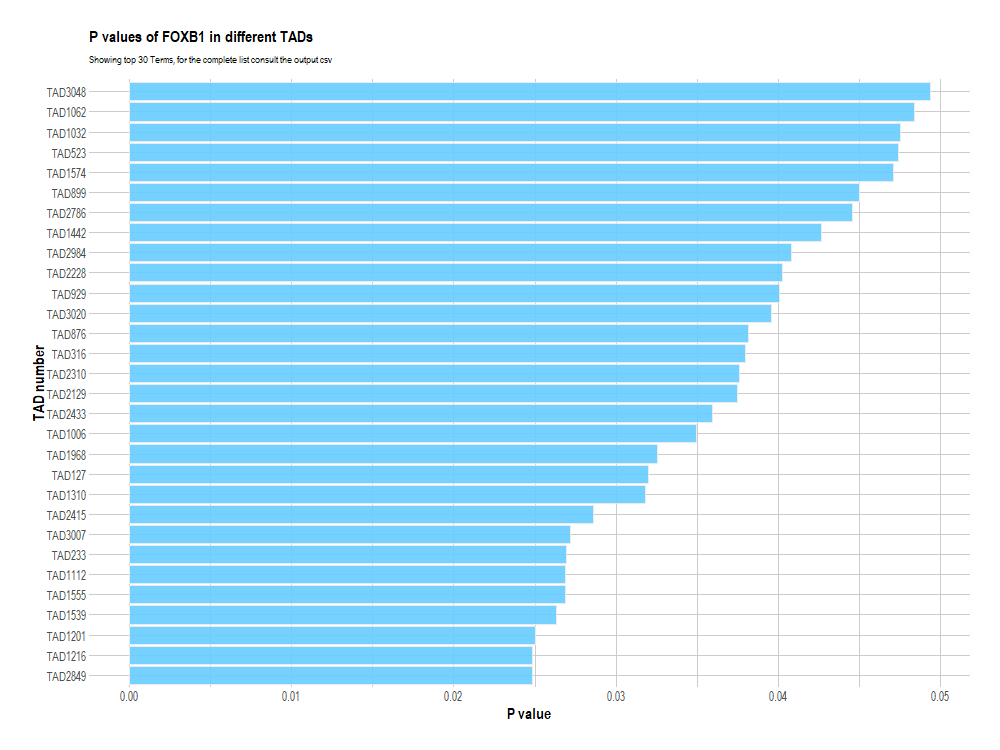 P values of FOXB1 in different TADs
Showing top 30 Terms, for the complete list consult the output csv
TAD3048
TAD1062
TAD1032
TAD523
TAD1574
TAD899
TAD2786
TAD1442
TAD2984
TAD2228
TAD929
TAD3020
TAD876
TAD316
TAD2310
TAD2129
TAD2433
TAD1006
TAD1968
TAD127
TAD1310
TAD2415
TAD3007
TAD233
TAD1112
TAD1555
TAD1539
TAD1201
TAD1216
TAD2849
TAD number
0.00 0.01 0.02 0.03 0.04 0.05
P value